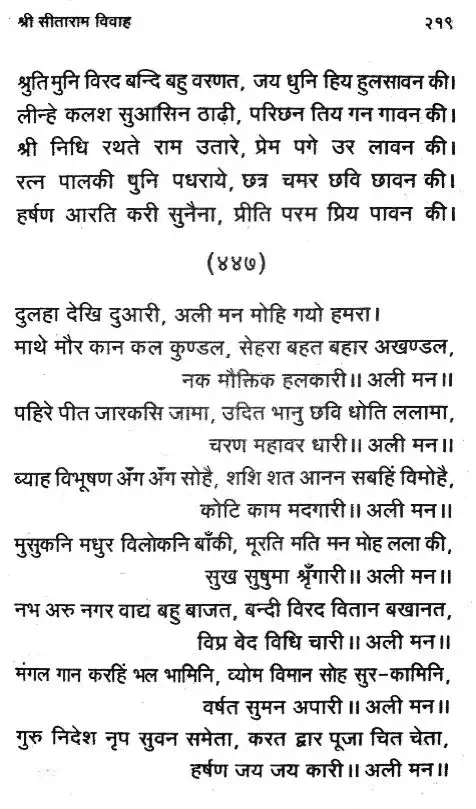 श्री सीताराम विवाह २१९
श्रुति मुनि विरद बन्दि बहु वरणत, जय धुनि हिय हुलसावन की।
लीन्हे कलश सुआसिन ठाढ़ी, परिछन तिय गन गावन की।
श्री निधि रथते राम उतारे, प्रेम पगे उर लावन की।
रत्न पालकी पुनि पधराये, छत्र चमर छवि छावन की।
हर्षण आरति करी सुनैना, प्रीति परम प्रिय पावन की।
(४४७)
दुलहा देखि दुआरी, अली मन मोहि गयो हमरा।
माथे मौर कान कल कुण्डल, सेहरा बहत बहार अखण्डल,
नक मौक्तिक हलकारी॥ अली मन॥
पहिरे पीत जारकसि जामा, उदित भानु छवि धोति ललामा,
चरण महावर धारी॥ अली मन॥
ब्याह विभूषण अँग अँग सोहै, शशि शत आनन सबहिं विमोहै,
कोटि काम मदगारी॥ अली मन॥
मुसुकनि मधुर विलोकनि बाँकी, मूरति मति मन मोह लला की,
सुख सुषुमा श्रृँगारी॥ अली मन॥
नभ अरु नगर वाद्य बहु बाजत, बन्दी विरद वितान बखानत,
विप्र वेद विधि चारी॥ अली मन॥
मंगल गान करहिं भल भामिनि, व्योम विमान सोह सुर-कामिनि,
वर्षत सुमन अपारी॥ अली मन॥
गुरु निदेश नृप सुवन समेता, करत द्वार पूजा चित चेता,
हर्षण जय जय कारी॥ अली मन॥